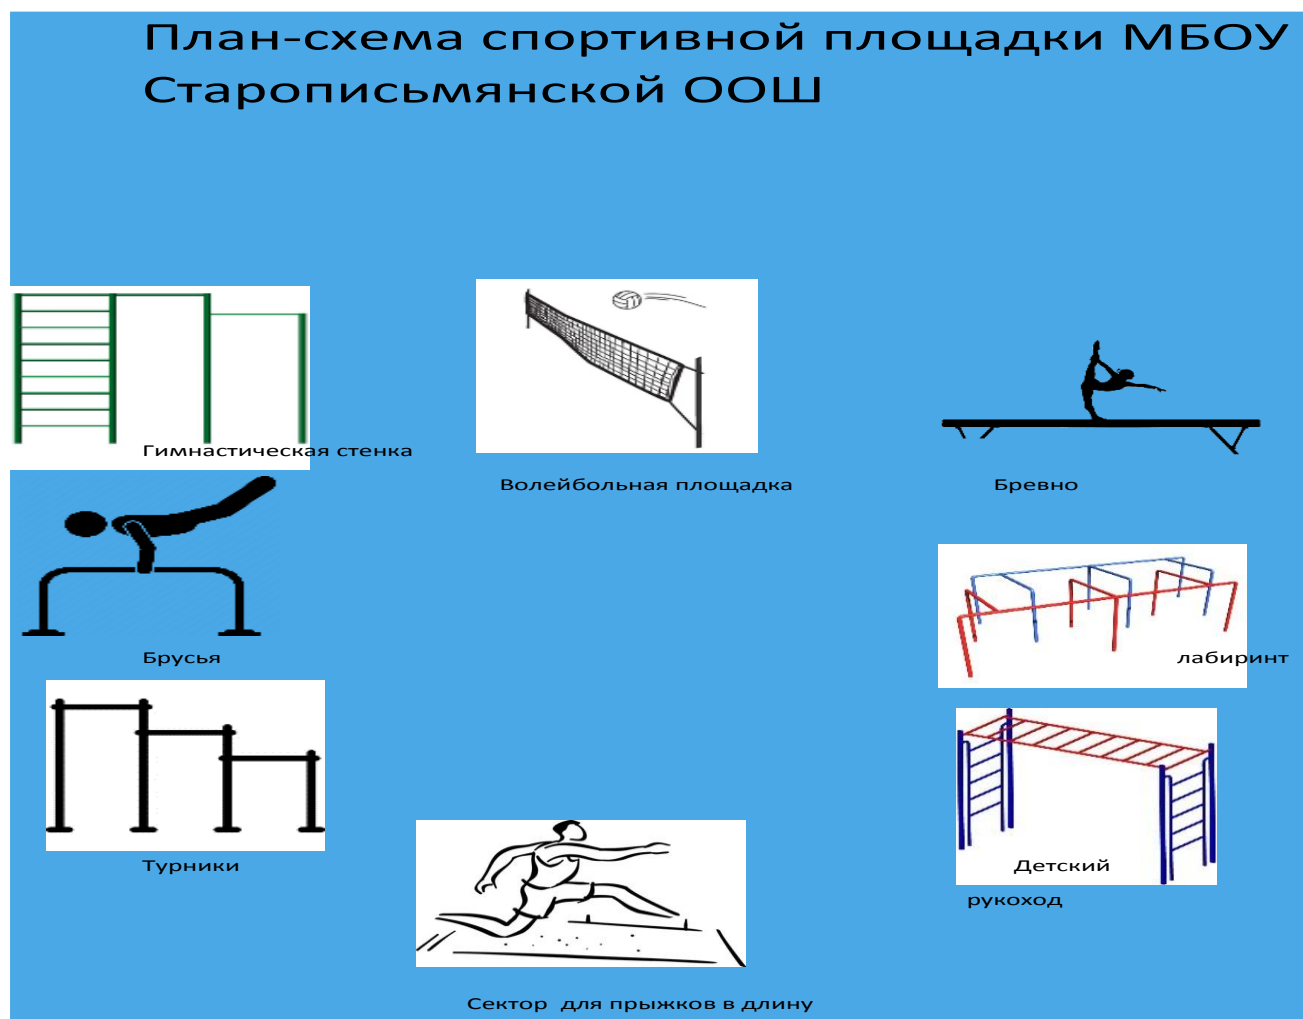 План-схема спортивной площадки МБОУ
Старописьмянской ООШ
Гимнастическая стенка
Волейбольная площадка
Бревно
Брусья
лабиринт
Турники
Детский
рукоход
Сектор  для прыжков в длину